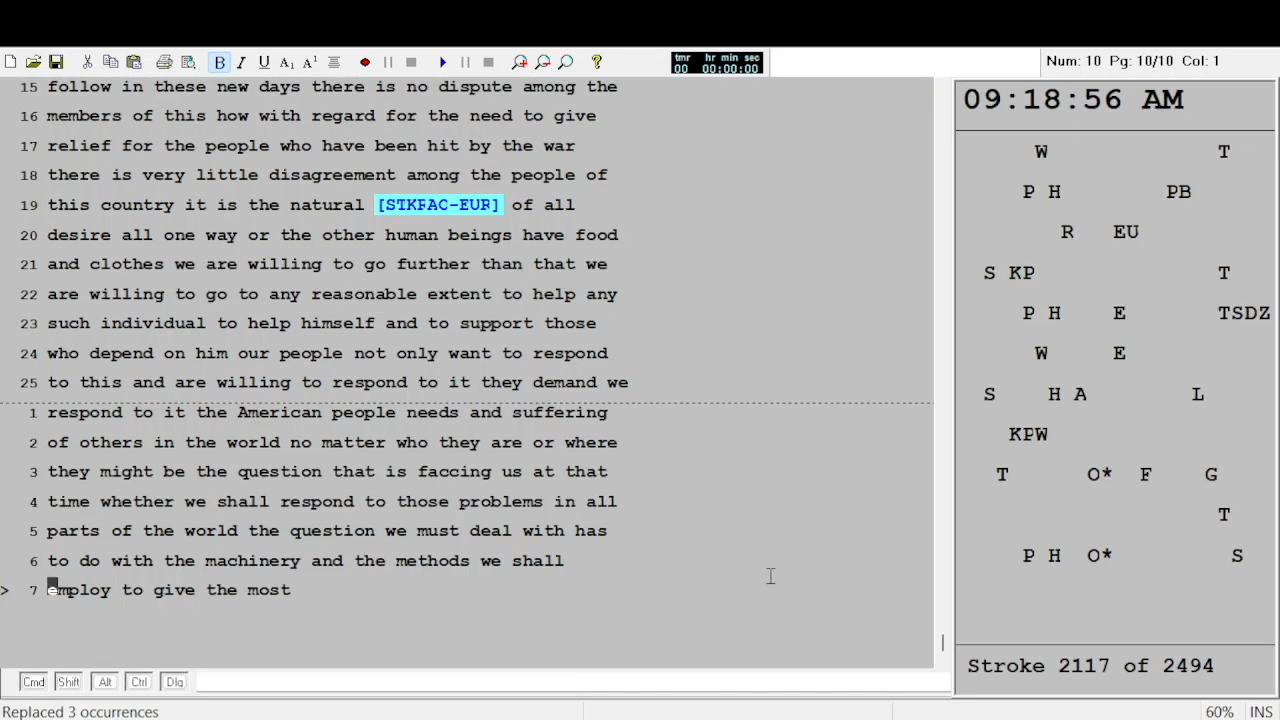 B I U A₁ A¹ ?
tmr hr min sec
00 00:00:00
Num: 10 Pg: 10/10 Col: 1
15 follow in these new days there is no dispute among the
16 members of this how with regard for the need to give
17 relief for the people who have been hit by the war
18 there is very little disagreement among the people of
19 this country it is the natural [STKPAC-EUP] of all
20 desire all one way or the other human beings have food
21 and clothes we are willing to go further than that we
22 are willing to go to any reasonable extent to help any
23 such individual to help himself and to support those
24 who depend on him our people not only want to respond
25 to this and are willing to respond to it they demand we
1 respond to it the American people needs and suffering
2 of others in the world no matter who they are or where
3 they might be the question that is faccing us at that
4 time whether we shall respond to those problems in all
5 parts of the world the question we must deal with has
6 to do with the machinery and the methods we shall
> 7 employ to give the most
09:18:56 AM
W T
P H PB
R EU
S KP T
P H E TSDZ
W E
S H A L
KPW
T O* F G
T
P H O* S
Stroke 2117 of 2494
Cmd Shift Alt Ctrl Dlg
Replaced 3 occurrences
60% INS